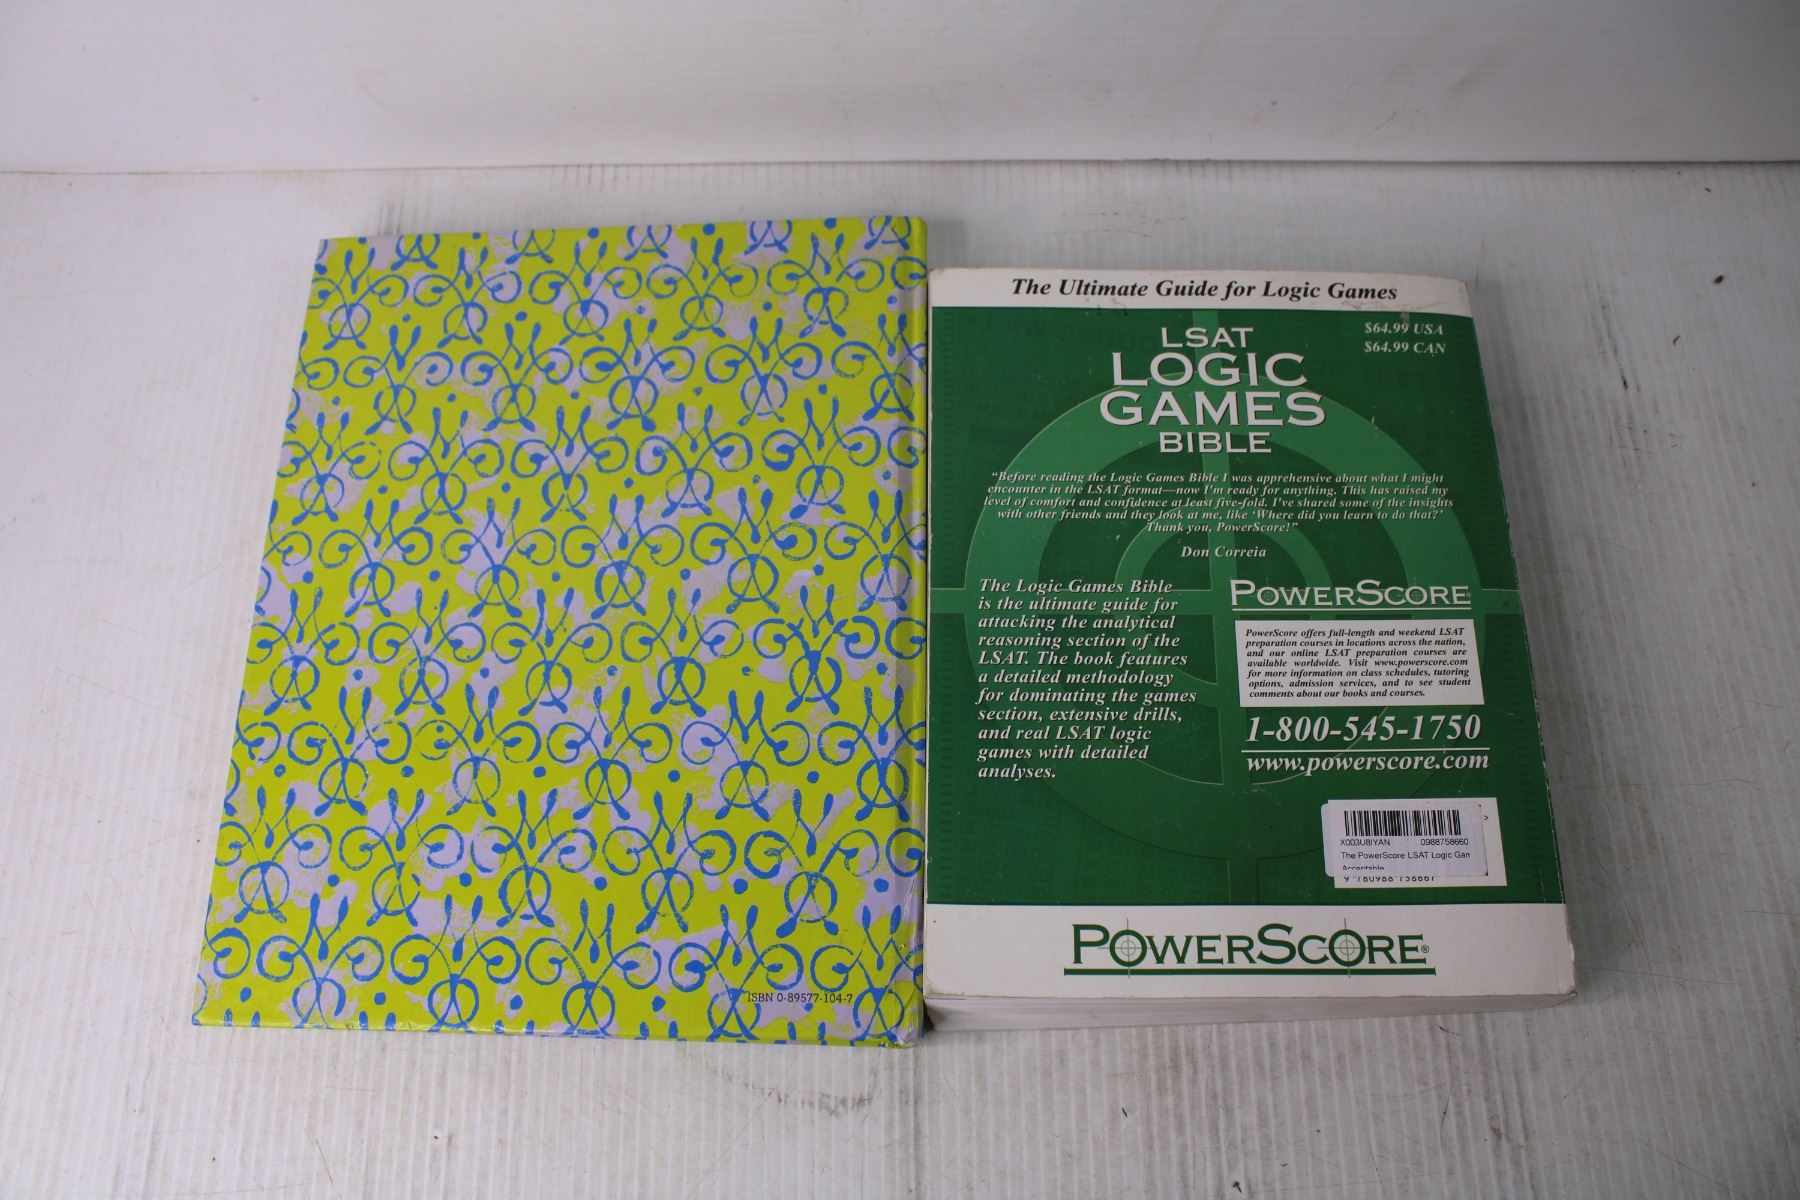 ISBN 0-89577-104-7
The Ultimate Guide for Logic Games
$64.99 USA
$64.99 CAN
LSAT
LOGIC
GAMES
BIBLE
“Before reading the Logic Games Bible I was apprehensive about what I might
encounter in the LSAT format—now I'm ready for anything. This has raised my
level of comfort and confidence at least five-fold. I've shared some of the insights
with other friends and they look at me, like ‘Where did you learn to do that?’
Thank you, PowerScore!”
Don Correia
The Logic Games Bible
is the ultimate guide for
attacking the analytical
reasoning section of the
LSAT. The book features
a detailed methodology
for dominating the games
section, extensive drills,
and real LSAT logic
games with detailed
analyses.
POWERSCORE®
PowerScore offers full-length and weekend LSAT
preparation courses in locations across the nation,
and our online LSAT preparation courses are
available worldwide. Visit www.powerscore.com
for more information on class schedules, tutoring
options, admission services, and to see student
comments about our books and courses.
1-800-545-1750
www.powerscore.com
>
X003U8IYAN 0988758660
The PowerScore LSAT Logic Gam
Acceptable
9 780988 758667
POWERSCORE®